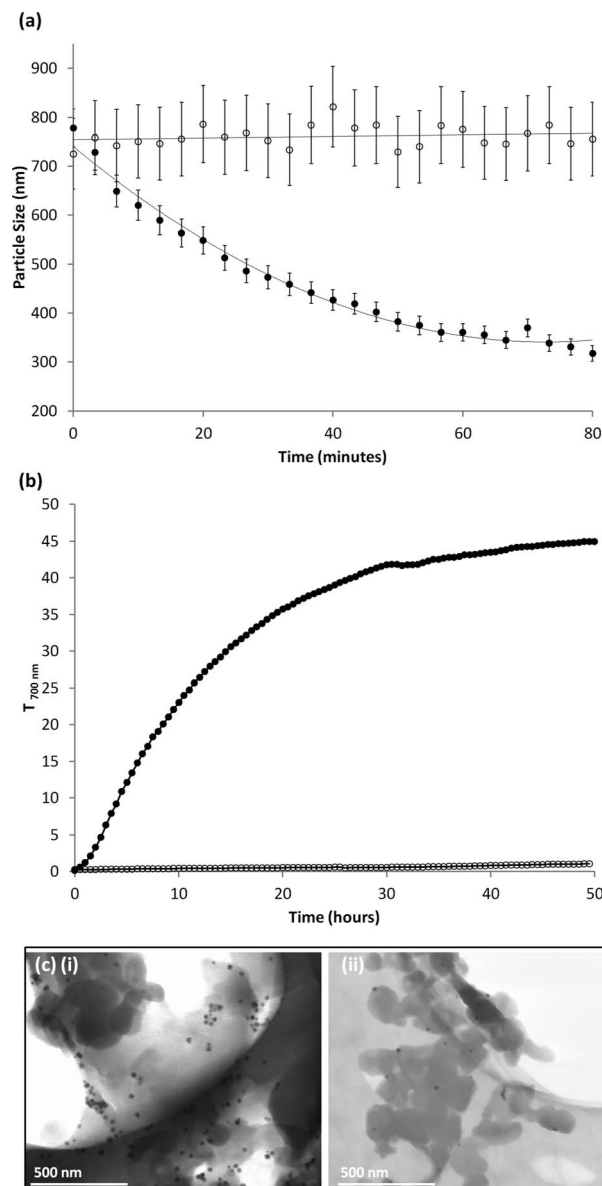 (a)
900
800
700
600
500
400
300
200
Particle Size (nm)
0 20 40 60 80
Time (minutes)
(b)
50
45
40
35
30
25
20
15
10
5
0
T 700 nm
0 10 20 30 40 50
Time (hours)
(c) (i)
(ii)
500 nm
500 nm